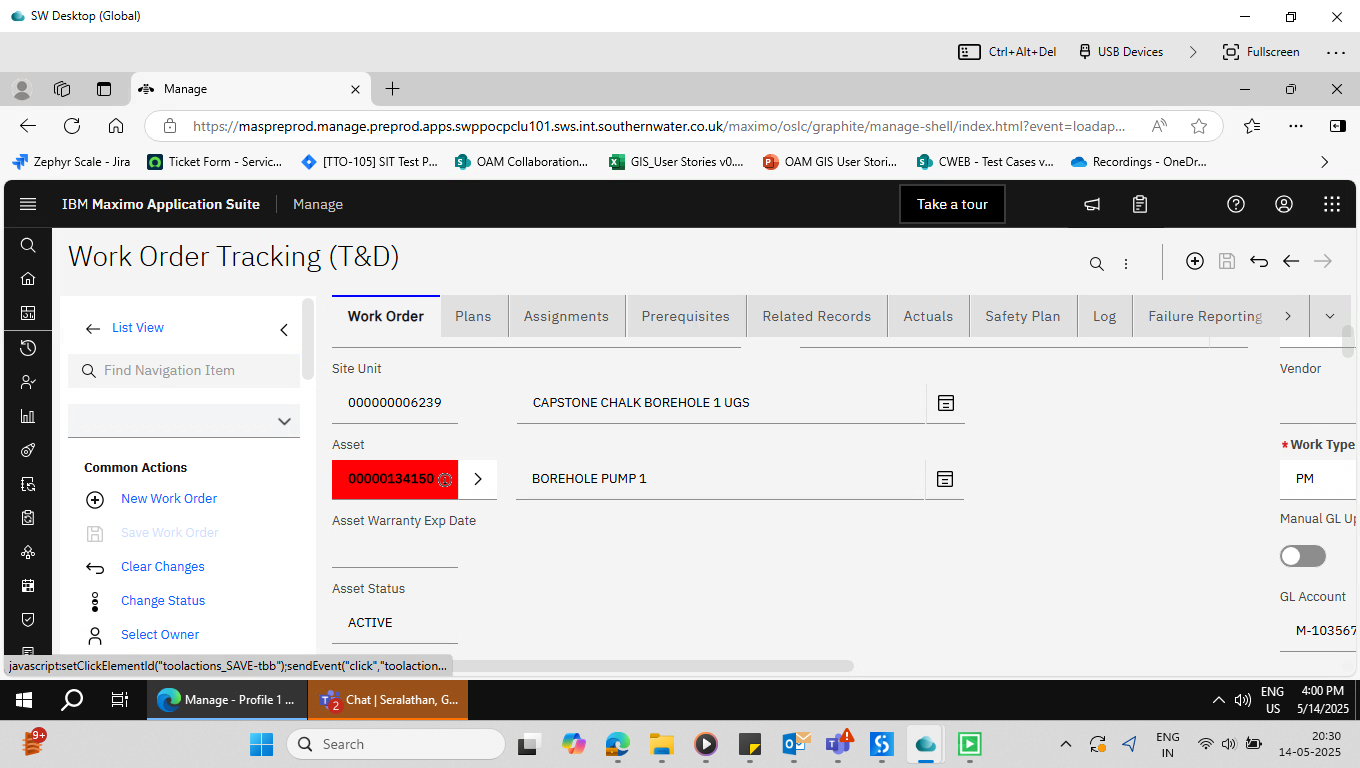 SW Desktop (Global)
Ctrl+Alt+Del
USB Devices
Fullscreen
Manage
https://maspreprod.manage.preprod.apps.swppocpclu101.sws.int.southernwater.co.uk/maximo/oslc/graphite/manage-shell/index.html?event=loadap...
Zephyr Scale - Jira
Ticket Form - Servic...
[TTO-105] SIT Test P...
OAM Collaboration...
GIS_User Stories v0....
OAM GIS User Stori...
CWEB - Test Cases v...
Recordings - OneDr...
IBM Maximo Application Suite
Manage
Take a tour
Work Order Tracking (T&D)
List View
Find Navigation Item
Common Actions
New Work Order
Save Work Order
Clear Changes
Change Status
Select Owner
Work Order
Plans
Assignments
Prerequisites
Related Records
Actuals
Safety Plan
Log
Failure Reporting
Site Unit
000000006239
CAPSTONE CHALK BOREHOLE 1 UGS
Asset
00000134150
BOREHOLE PUMP 1
Asset Warranty Exp Date
Asset Status
ACTIVE
Vendor
*Work Type
PM
Manual GL Up
GL Account
M-103567
javascript:setClickElementId("toolactions_SAVE-tbb");sendEvent("click","toolaction...
Manage - Profile 1 ...
2
Chat | Seralathan, G...
ENG
US
4:00 PM
5/14/2025
9+
Search
ENG
IN
20:30
14-05-2025